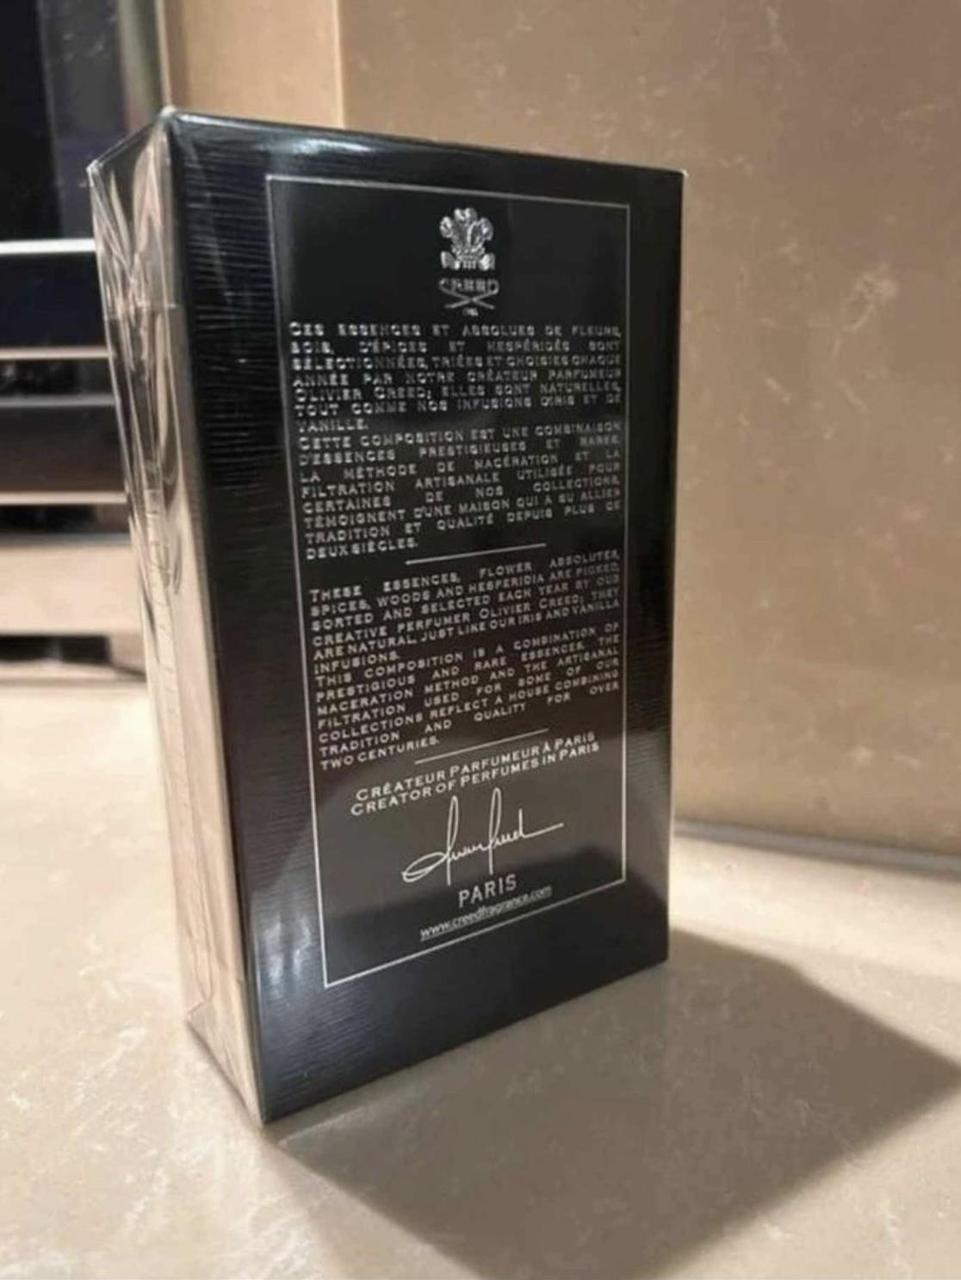 CREED
CES ESSENCES ET ABSOLUES DE FLEURS,
BOIS, D'ÉPICES ET HESPÉRIDÉS SONT
SÉLECTIONNÉES, TRIÉES ET CHOISIES CHAQUE
ANNÉE PAR NOTRE CRÉATEUR PARFUMEUR
OLIVIER CREED; ELLES SONT NATURELLES,
TOUT COMME NOS INFUSIONS D'IRIS ET DE
VANILLE.
CETTE COMPOSITION EST UNE COMBINAISON
D'ESSENCES PRESTIGIEUSES ET RARES.
LA MÉTHODE DE MACÉRATION ET LA
FILTRATION ARTISANALE UTILISÉE POUR
CERTAINES DE NOS COLLECTIONS,
TÉMOIGNENT D'UNE MAISON QUI A SU ALLIER
TRADITION ET QUALITÉ DEPUIS PLUS DE
DEUX SIÈCLES.
THESE ESSENCES, FLOWER ABSOLUTES,
SPICES, WOODS AND HESPERIDIA ARE PICKED,
SORTED AND SELECTED EACH YEAR BY OUR
CREATIVE PERFUMER OLIVIER CREED; THEY
ARE NATURAL, JUST LIKE OUR IRIS AND VANILLA
INFUSIONS.
THIS COMPOSITION IS A COMBINATION OF
PRESTIGIOUS AND RARE ESSENCES. THE
MACERATION METHOD AND THE ARTISANAL
FILTRATION USED FOR SOME OF OUR
COLLECTIONS REFLECT A HOUSE COMBINING
TRADITION AND QUALITY FOR OVER
TWO CENTURIES.
CRÉATEUR PARFUMEUR À PARIS
CREATOR OF PERFUMES IN PARIS
PARIS
www.creedfragrance.com